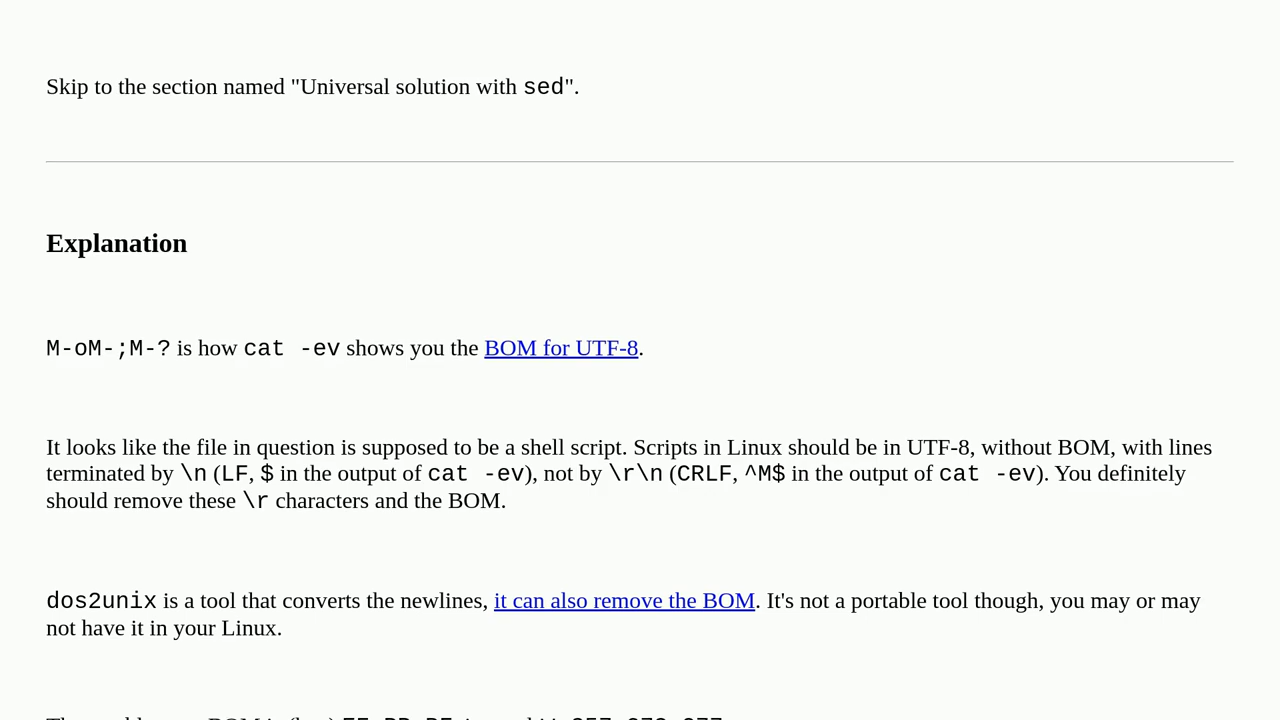 Skip to the section named "Universal solution with sed".
Explanation
M-oM-;M-? is how cat -ev shows you the BOM for UTF-8.
It looks like the file in question is supposed to be a shell script. Scripts in Linux should be in UTF-8, without BOM, with lines
terminated by \n (LF, $ in the output of cat -ev), not by \r\n (CRLF, ^M$ in the output of cat -ev). You definitely
should remove these \r characters and the BOM.
dos2unix is a tool that converts the newlines, it can also remove the BOM. It's not a portable tool though, you may or may
not have it in your Linux.